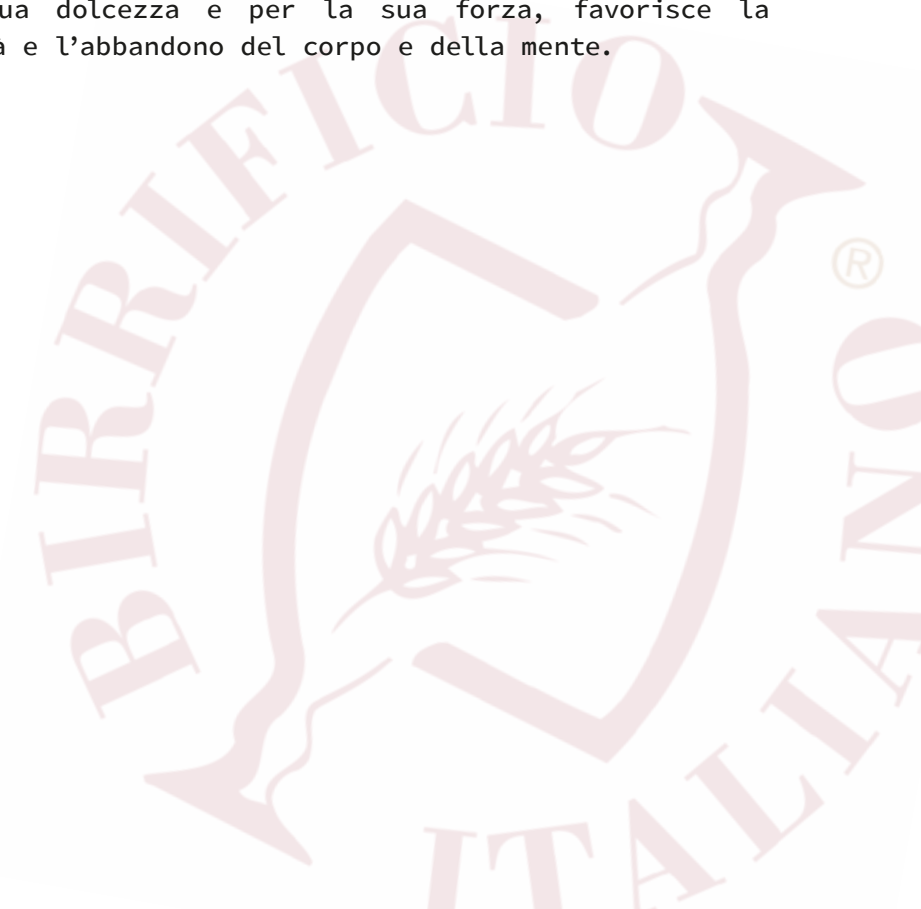 ua dolcezza e per la sua forza, favorisce la
à e l’abbandono del corpo e della mente.
BIRRIFICIO
ITALIANO
®